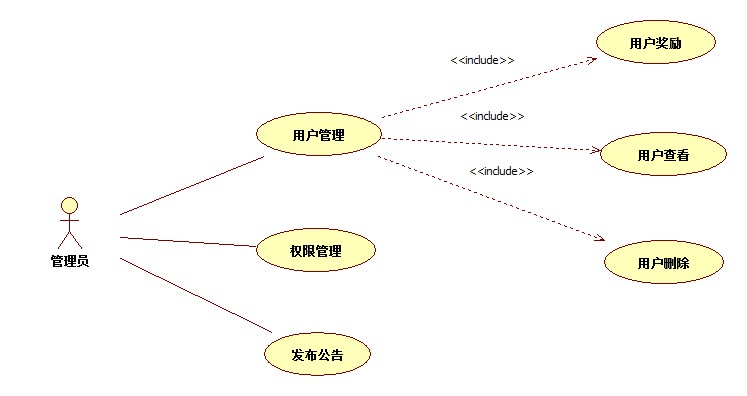 用户奖励
<<include>>
<<include>>
用户管理
用户查看
<<include>>
管理员
权限管理
用户删除
发布公告